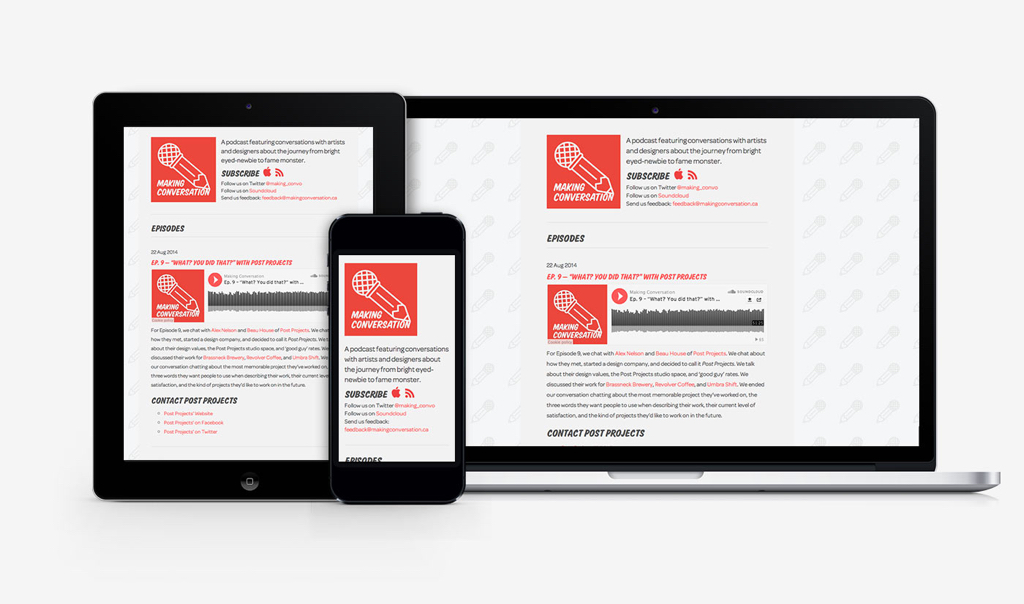 MAKING
CONVERSATION
A podcast featuring conversations with artists
and designers about the journey from bright
eyed-newbie to fame monster.
SUBSCRIBE
Follow us on Twitter @making_convo
Follow us on Soundcloud
Send us feedback: feedback@makingconversation.ca
EPISODES
22 Aug 2014
EP. 9 – "WHAT? YOU DID THAT?" WITH POST PROJECTS
MAKING
CONVERSATION
Cookie policy
Making Conversation
Ep. 9 - "What? You did that?" with ...
For Episode 9, we chat with Alex Nelson and Beau House of Post Projects. We chat
how they met, started a design company, and decided to call it Post Projects. We
about their design values, the Post Projects studio space, and 'good guy' rates. We
discussed their work for Brassneck Brewery, Revolver Coffee, and Umbra Shift. We
our conversation chatting about the most memorable project they've worked on,
three words they want people to use when describing their work, their current level
satisfaction, and the kind of projects they'd like to work on in the future.
CONTACT POST PROJECTS
Post Projects' Website
Post Projects' on Facebook
Post Projects' on Twitter
MAKING
CONVERSATION
A podcast featuring conversations
with artists and designers about
the journey from bright eyed-
newbie to fame monster.
SUBSCRIBE
Follow us on Twitter @making_convo
Follow us on Soundcloud
Send us feedback:
feedback@makingconversation.ca
EPISODES
MAKING
CONVERSATION
A podcast featuring conversations with artists
and designers about the journey from bright
eyed-newbie to fame monster.
SUBSCRIBE
Follow us on Twitter @making_convo
Follow us on Soundcloud
Send us feedback: feedback@makingconversation.ca
EPISODES
22 Aug 2014
EP. 9 – "WHAT? YOU DID THAT?" WITH POST PROJECTS
MAKING
CONVERSATION
Cookie policy
Making Conversation
SOUNDCLOUD
Ep. 9 - "What? You did that?" with ...
For Episode 9, we chat with Alex Nelson and Beau House of Post Projects. We chat about
how they met, started a design company, and decided to call it Post Projects. We talk
about their design values, the Post Projects studio space, and 'good guy' rates. We
discussed their work for Brassneck Brewery, Revolver Coffee, and Umbra Shift. We ended
our conversation chatting about the most memorable project they've worked on, the
three words they want people to use when describing their work, their current level of
satisfaction, and the kind of projects they'd like to work on in the future.
CONTACT POST PROJECTS